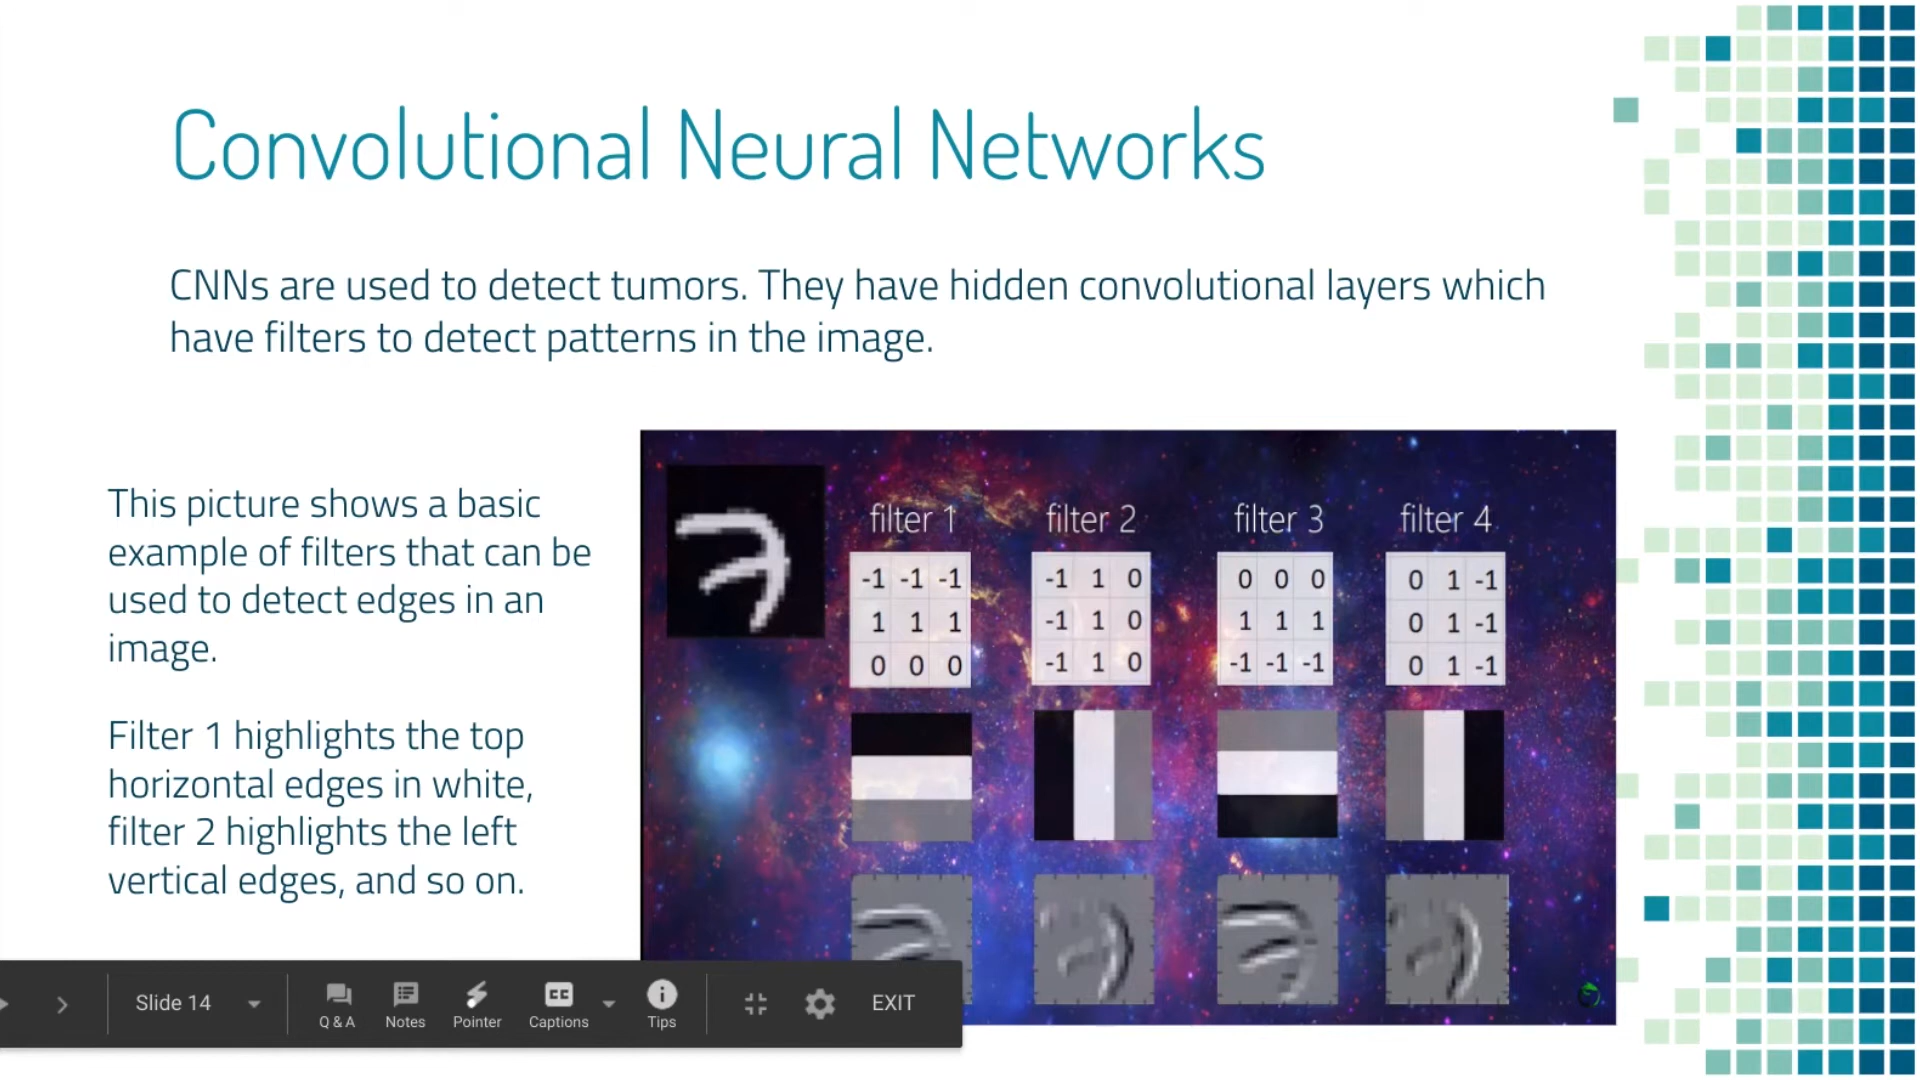 Convolutional Neural Networks
CNNs are used to detect tumors. They have hidden convolutional layers which
have filters to detect patterns in the image.
This picture shows a basic
example of filters that can be
used to detect edges in an
image.
Filter 1 highlights the top
horizontal edges in white,
filter 2 highlights the left
vertical edges, and so on.
filter 1 filter 2 filter 3 filter 4
-1 -1 -1 -1 1 0 0 0 0 0 1 -1
1 1 1 -1 1 0 1 1 1 0 1 -1
0 0 0 -1 1 0 -1 -1 -1 0 1 -1
Slide 14 Q & A Notes Pointer CC Captions Tips EXIT